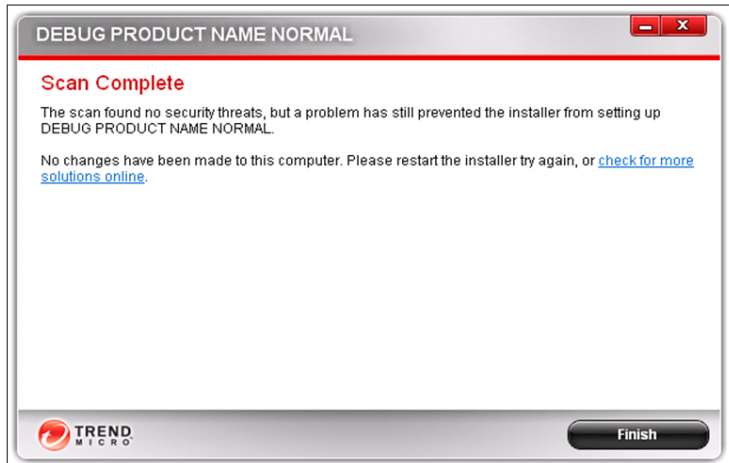 DEBUG PRODUCT NAME NORMAL
Scan Complete
The scan found no security threats, but a problem has still prevented the installer from setting up
DEBUG PRODUCT NAME NORMAL.
No changes have been made to this computer. Please restart the installer try again, or check for more
solutions online.
TREND
MICRO
Finish